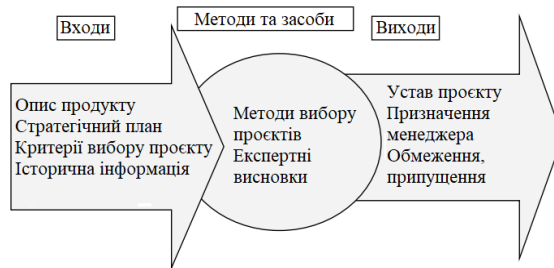 Входи
Методи та засоби
Виходи
Опис продукту
Стратегічний план
Критерії вибору проєкту
Історична інформація
Методи вибору
проєктів
Експертні
висновки
Устав проєкту
Призначення
менеджера
Обмеження,
припущення